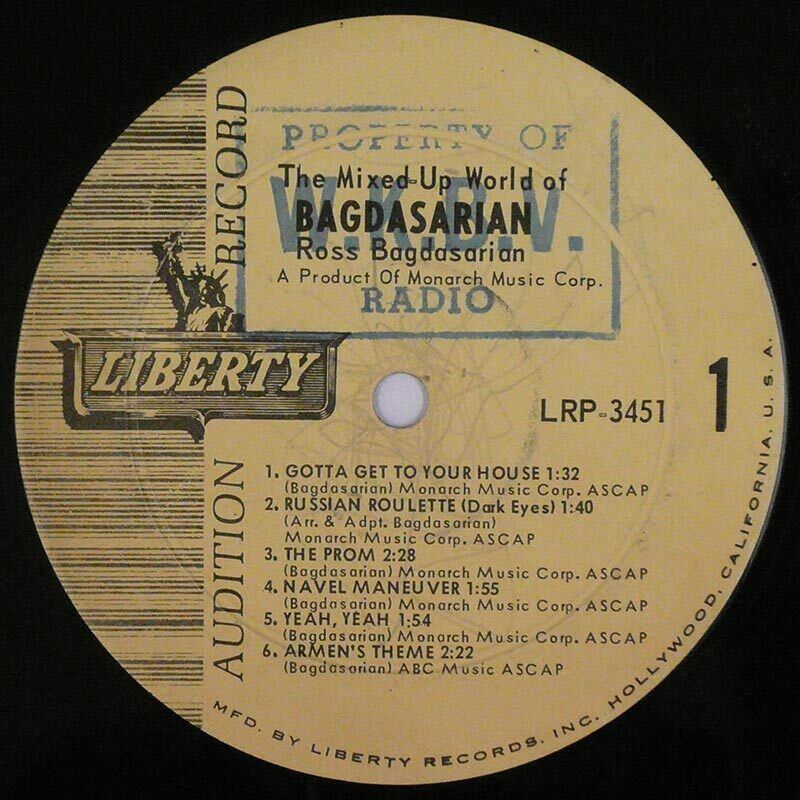 PROPERTY OF
The Mixed-Up World of
BAGDASARIAN
Ross Bagdasarian
A Product Of Monarch Music Corp.
RADIO
AUDITION RECORD
LIBERTY
LRP-3451
1
1. GOTTA GET TO YOUR HOUSE 1:32
(Bagdasarian) Monarch Music Corp. ASCAP
2. RUSSIAN ROULETTE (Dark Eyes) 1:40
(Arr. & Adpt. Bagdasarian)
Monarch Music Corp. ASCAP
3. THE PROM 2:28
(Bagdasarian) Monarch Music Corp. ASCAP
4. NAVEL MANEUVER 1:55
(Bagdasarian) Monarch Music Corp. ASCAP
5. YEAH, YEAH 1:54
(Bagdasarian) Monarch Music Corp. ASCAP
6. ARMEN'S THEME 2:22
(Bagdasarian) ABC Music ASCAP
MFD. BY LIBERTY RECORDS, INC. HOLLYWOOD, CALIFORNIA, U.S.A.